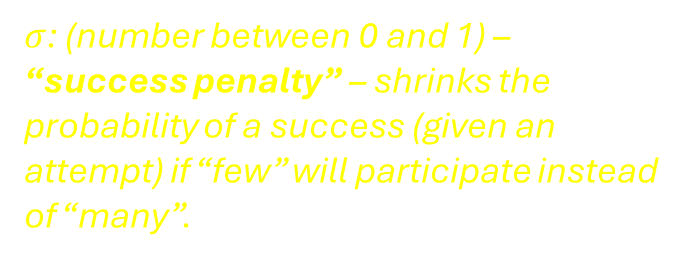 σ: (number between 0 and 1) –
“success penalty” – shrinks the
probability of a success (given an
attempt) if “few” will participate instead
of “many”.